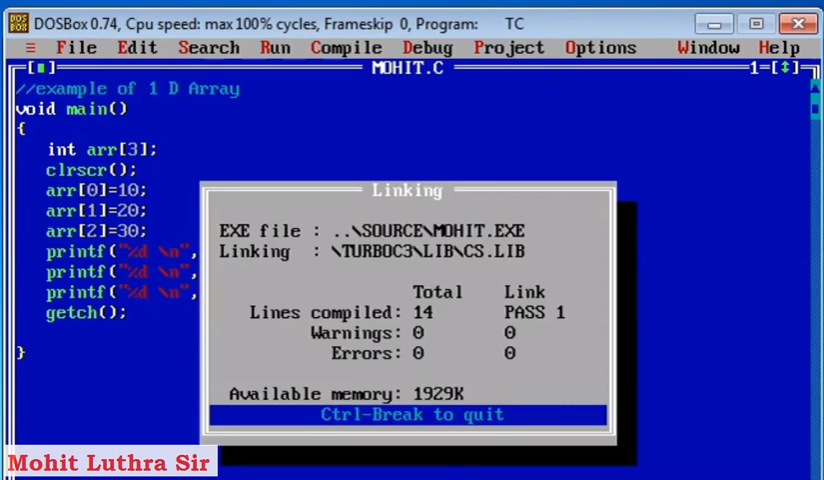 DOS BOX DOSBox 0.74, Cpu speed: max 100% cycles, Frameskip 0, Program: TC
≡ File Edit Search Run Compile Debug Project Options Window Help
[■] MOHIT.C 1=[↕]
//example of 1 D Array
void main()
{
int arr[3];
clrscr();
arr[0]=10;
arr[1]=20;
arr[2]=30;
printf("%d \n",
printf("%d \n",
printf("%d \n",
getch();
}
Linking
EXE file : ..\SOURCE\MOHIT.EXE
Linking : \TURBOC3\LIB\CS.LIB
Total Link
Lines compiled: 14 PASS 1
Warnings: 0 0
Errors: 0 0
Available memory: 1929K
Ctrl-Break to quit
Mohit Luthra Sir